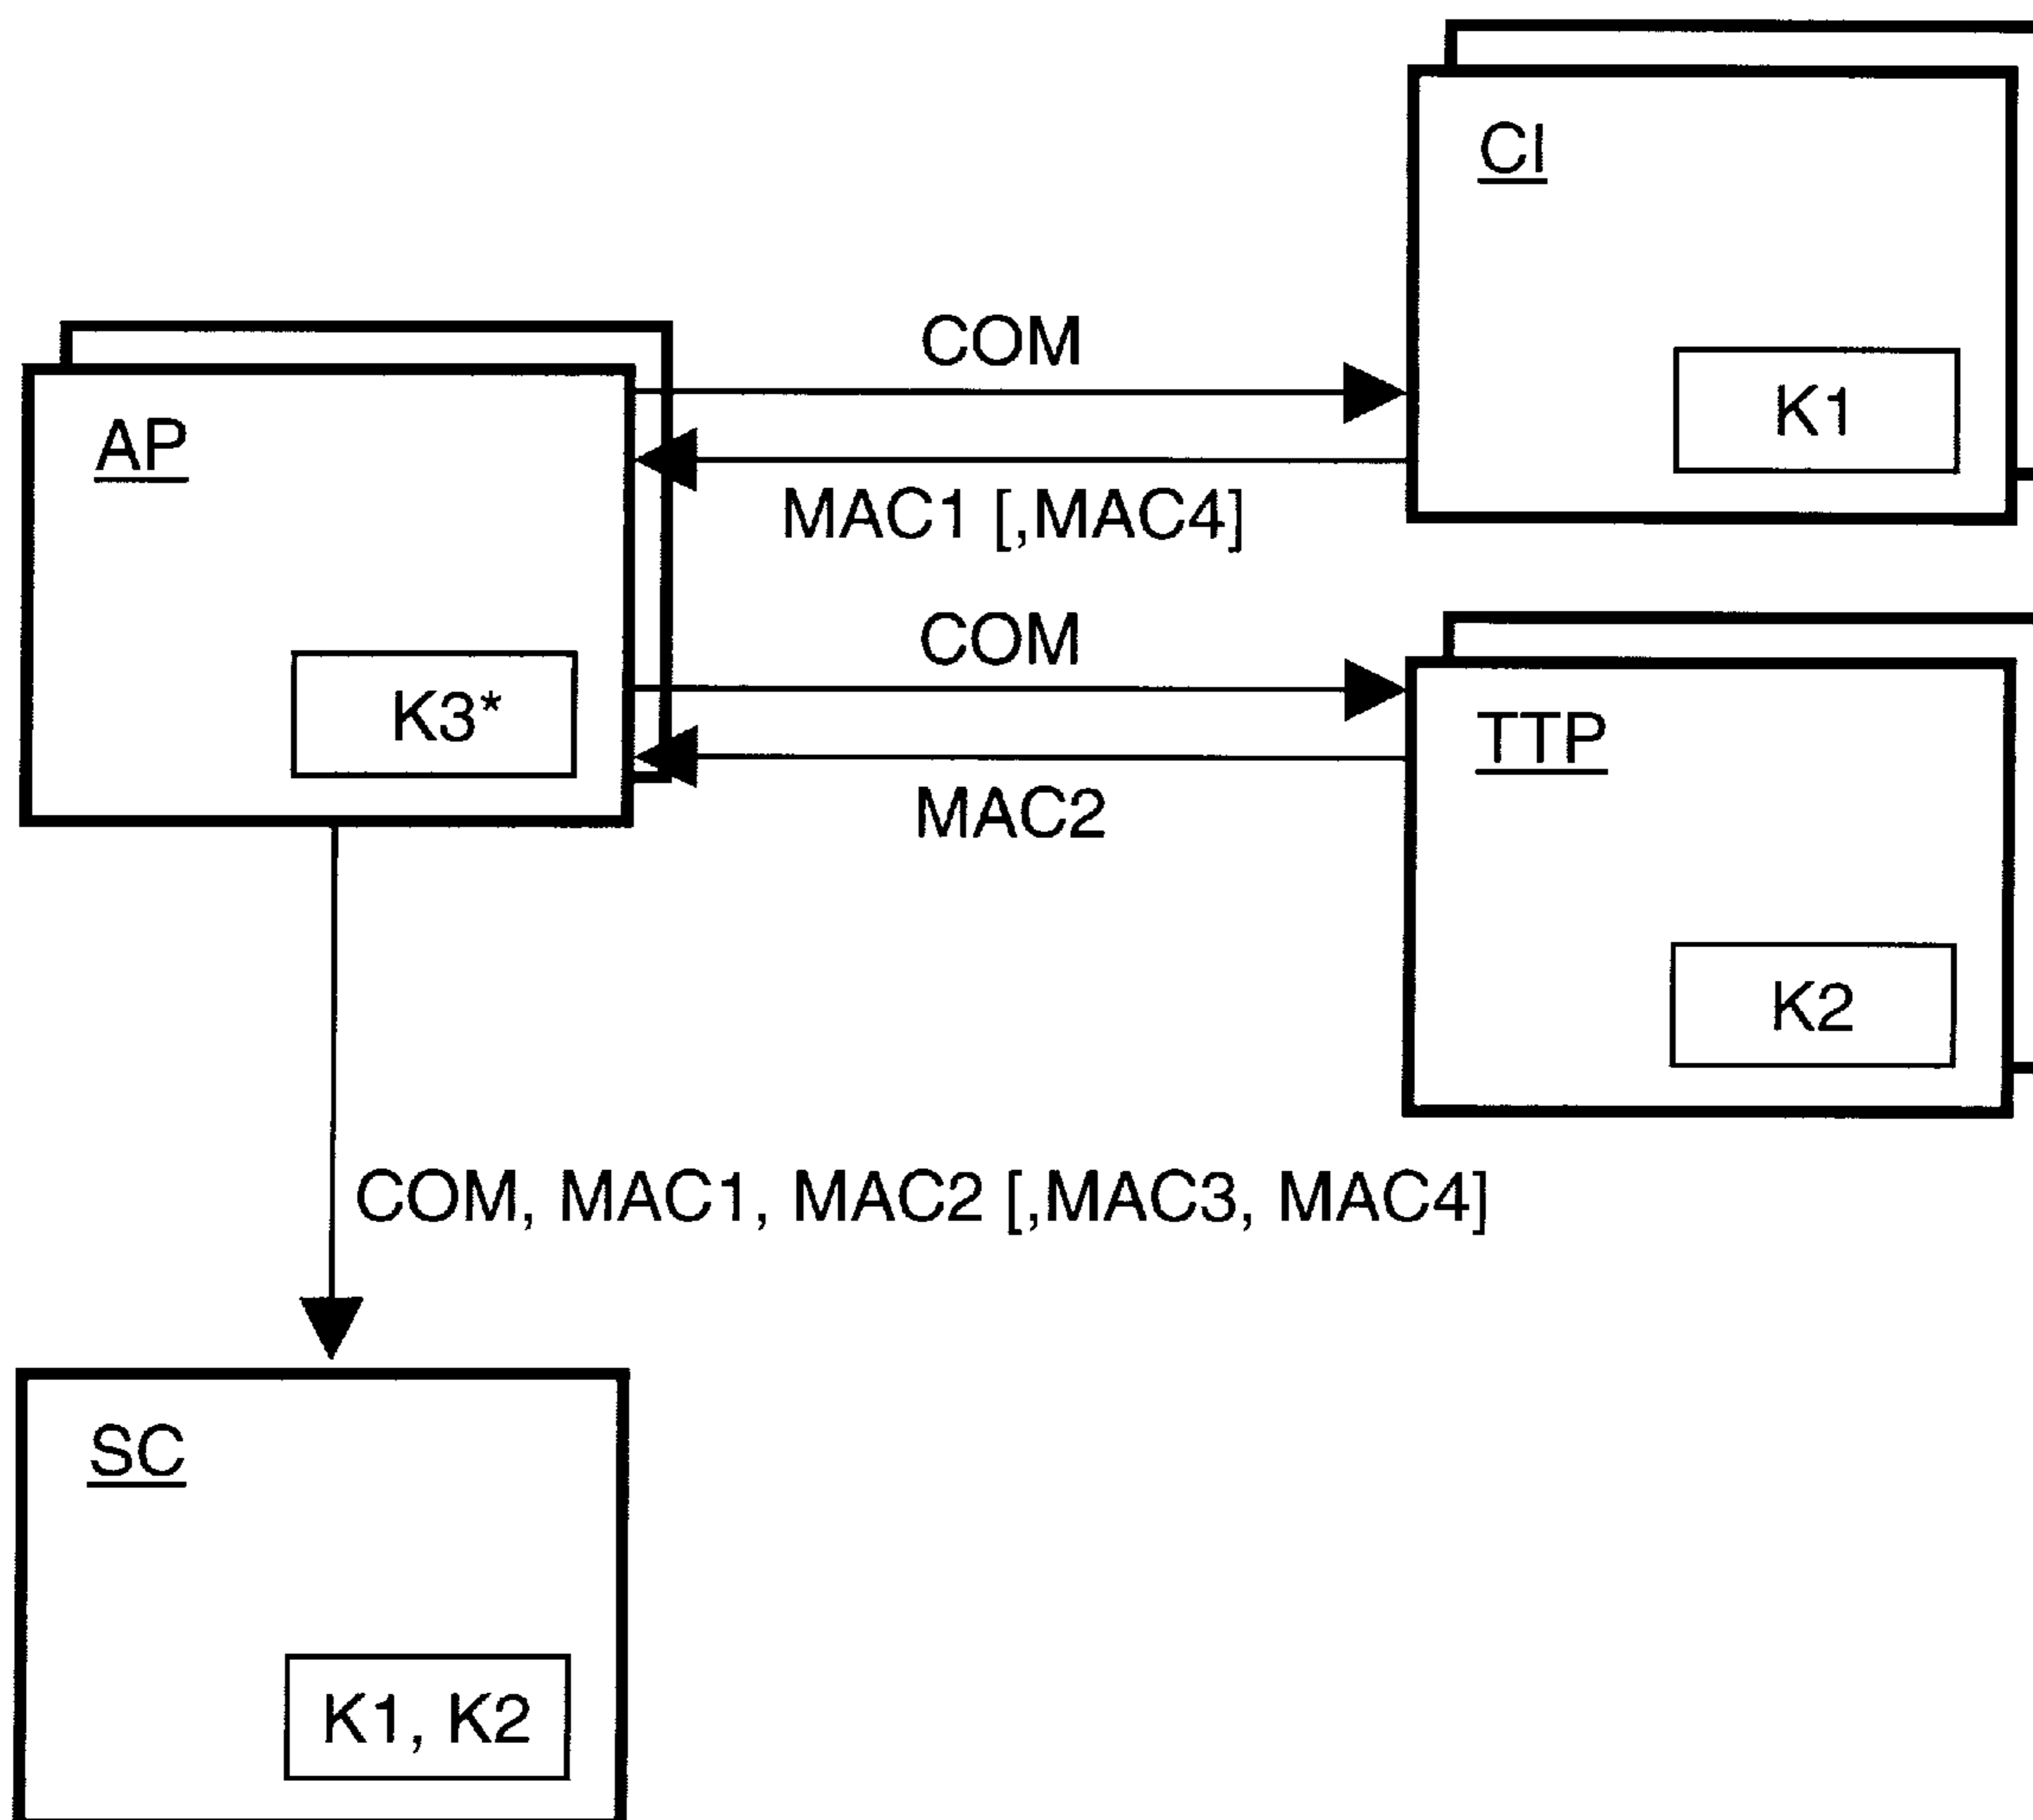 CI
K1
COM
AP
MAC1 [,MAC4]
COM
K3*
TTP
MAC2
K2
COM, MAC1, MAC2 [,MAC3, MAC4]
SC
K1, K2